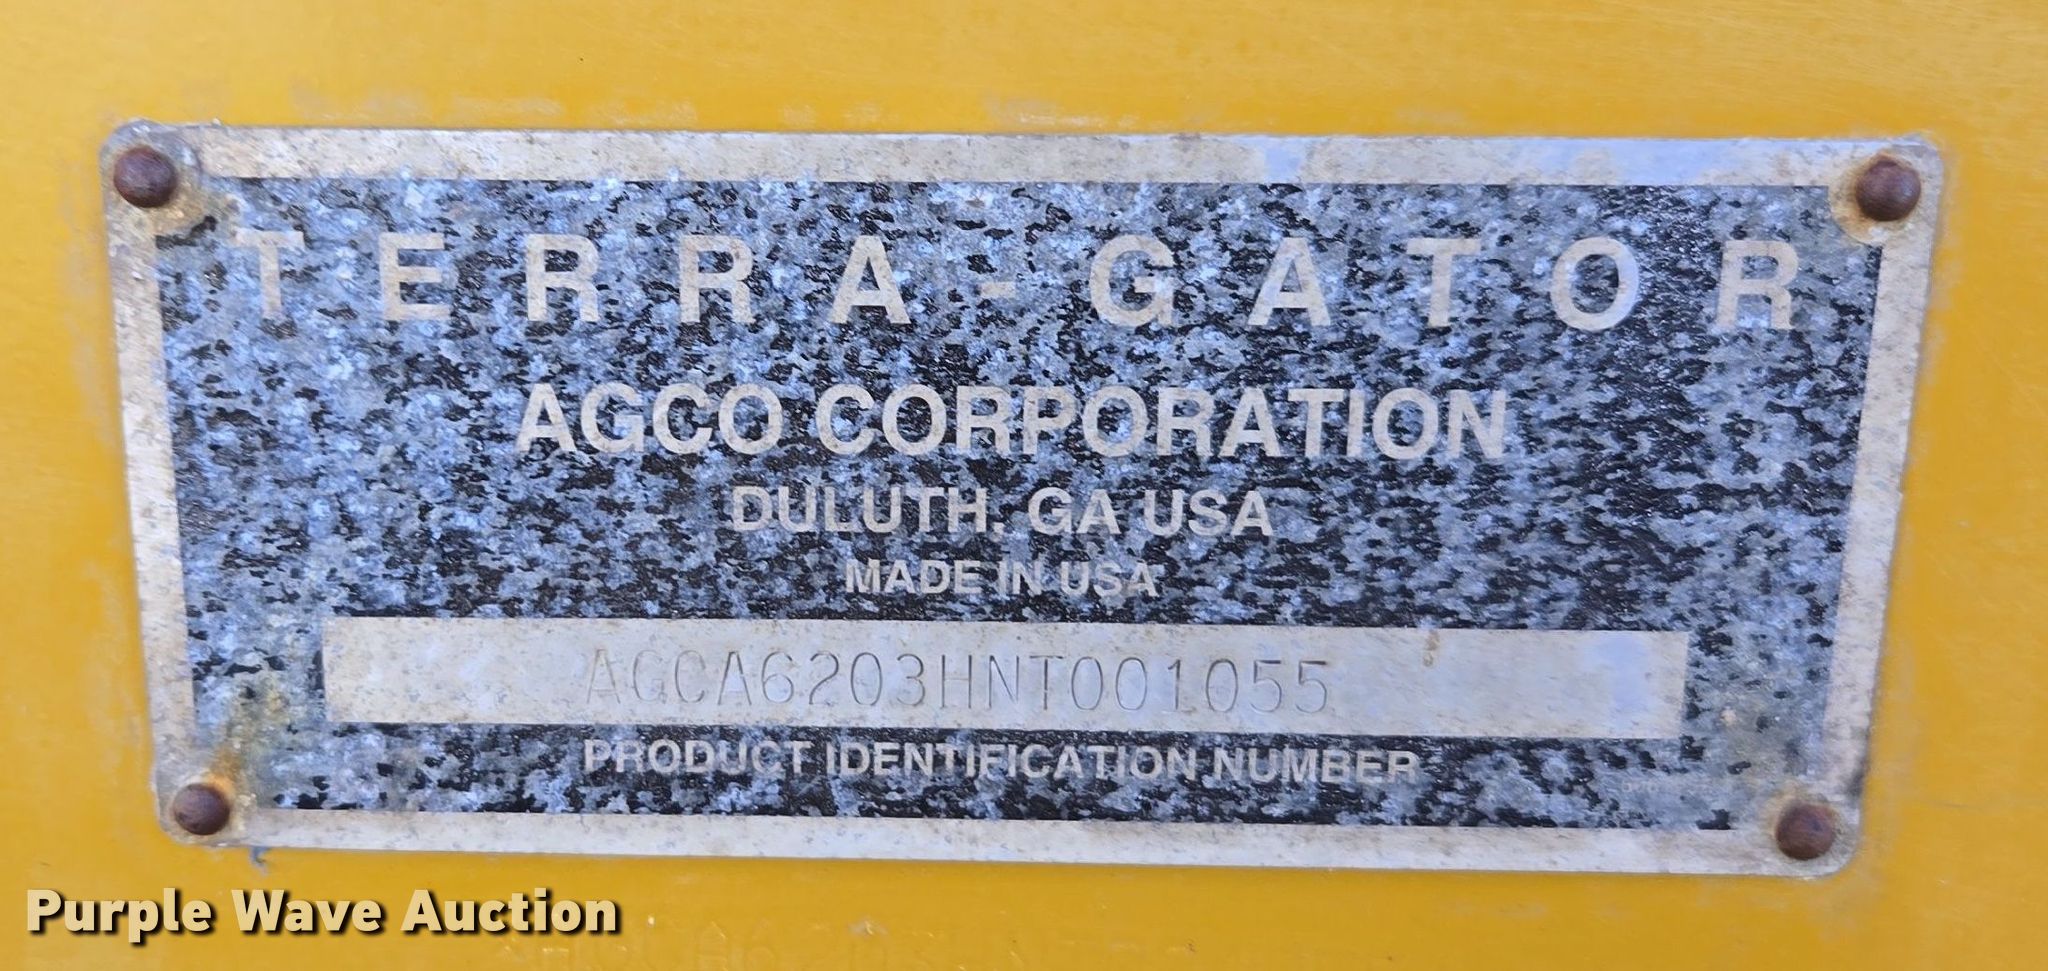 TERRA-GATOR
AGCO CORPORATION
DULUTH, GA USA
MADE IN USA
AGCA6203HNT001055
PRODUCT IDENTIFICATION NUMBER
Purple Wave Auction